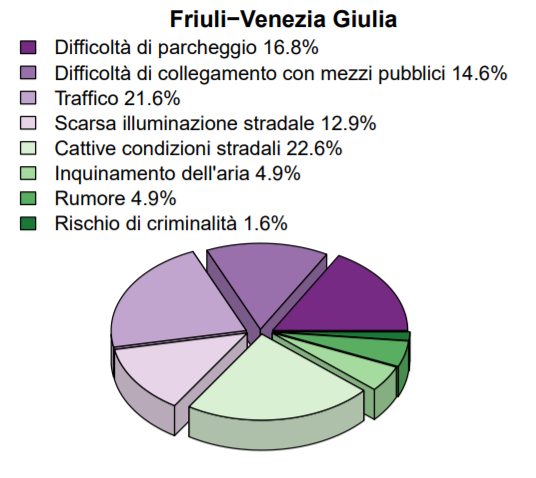 Friuli−Venezia Giulia
Difficoltà di parcheggio 16.8%
Difficoltà di collegamento con mezzi pubblici 14.6%
Traffico 21.6%
Scarsa illuminazione stradale 12.9%
Cattive condizioni stradali 22.6%
Inquinamento dell'aria 4.9%
Rumore 4.9%
Rischio di criminalità 1.6%